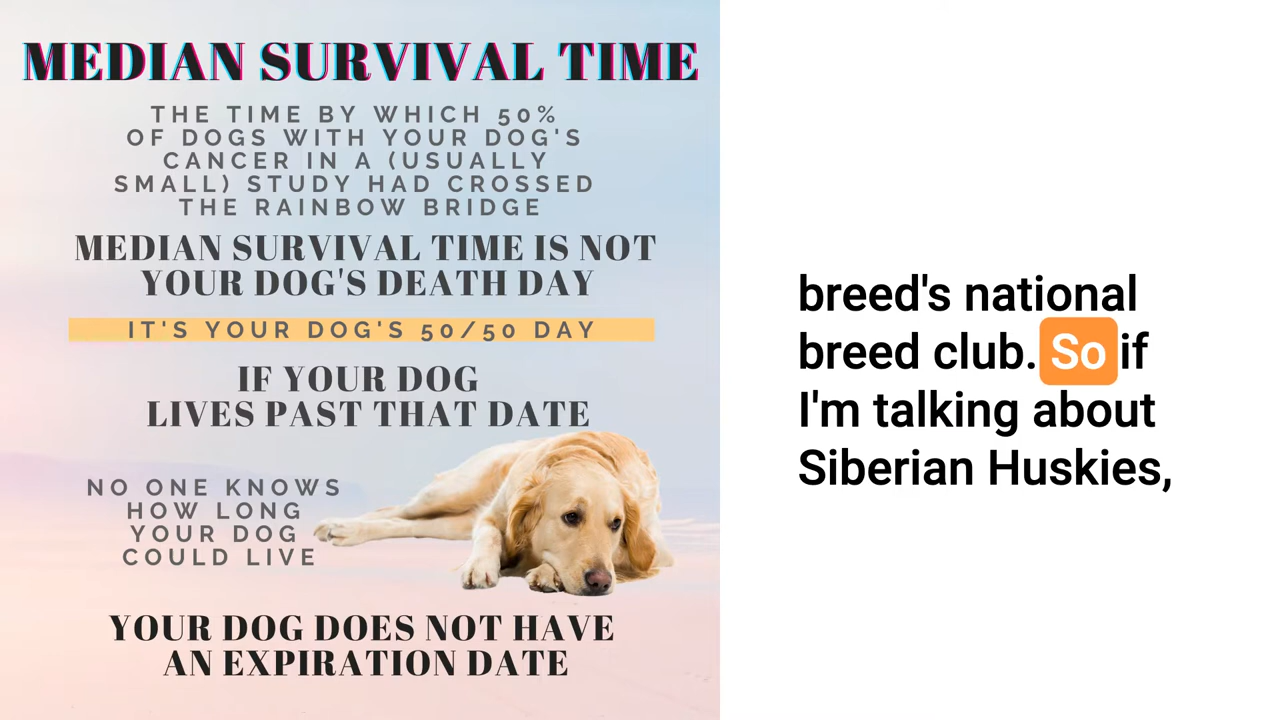 MEDIAN SURVIVAL TIME
THE TIME BY WHICH 50%
OF DOGS WITH YOUR DOG'S
CANCER IN A (USUALLY
SMALL) STUDY HAD CROSSED
THE RAINBOW BRIDGE
MEDIAN SURVIVAL TIME IS NOT
YOUR DOG'S DEATH DAY
IT'S YOUR DOG'S 50/50 DAY
IF YOUR DOG
LIVES PAST THAT DATE
NO ONE KNOWS
HOW LONG
YOUR DOG
COULD LIVE
YOUR DOG DOES NOT HAVE
AN EXPIRATION DATE
breed's national
breed club. So if
I'm talking about
Siberian Huskies,